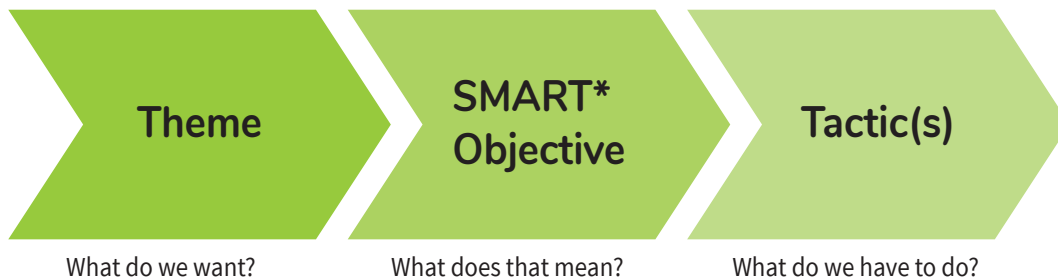 Theme
SMART*
Objective
Tactic(s)
What do we want?
What does that mean?
What do we have to do?